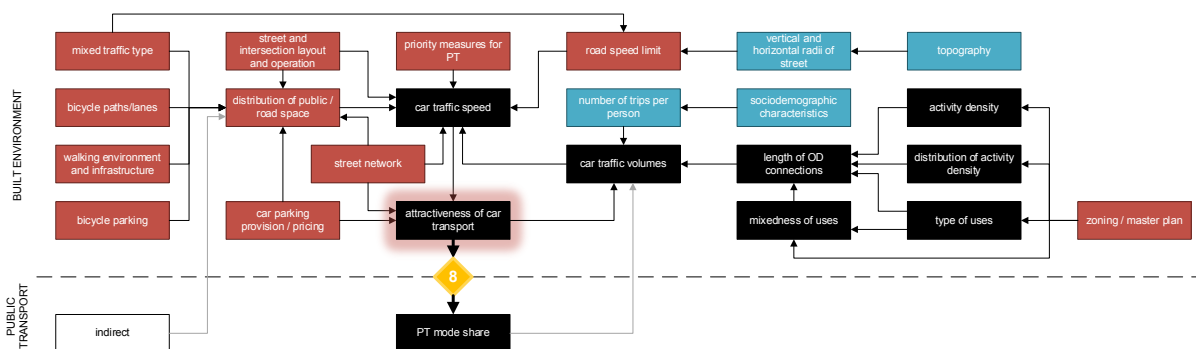 mixed traffic type
street and
intersection layout
and operation
priority measures for
PT
road speed limit
vertical and
horizontal radii of
street
topography
bicycle paths/lanes
distribution of public /
road space
car traffic speed
number of trips per
person
sociodemographic
characteristics
activity density
walking environment
and infrastructure
street network
car traffic volumes
length of OD
connections
distribution of activity
density
bicycle parking
car parking
provision / pricing
attractiveness of car
transport
mixedness of uses
type of uses
zoning / master plan
BUILT ENVIRONMENT
8
PUBLIC
TRANSPORT
indirect
PT mode share